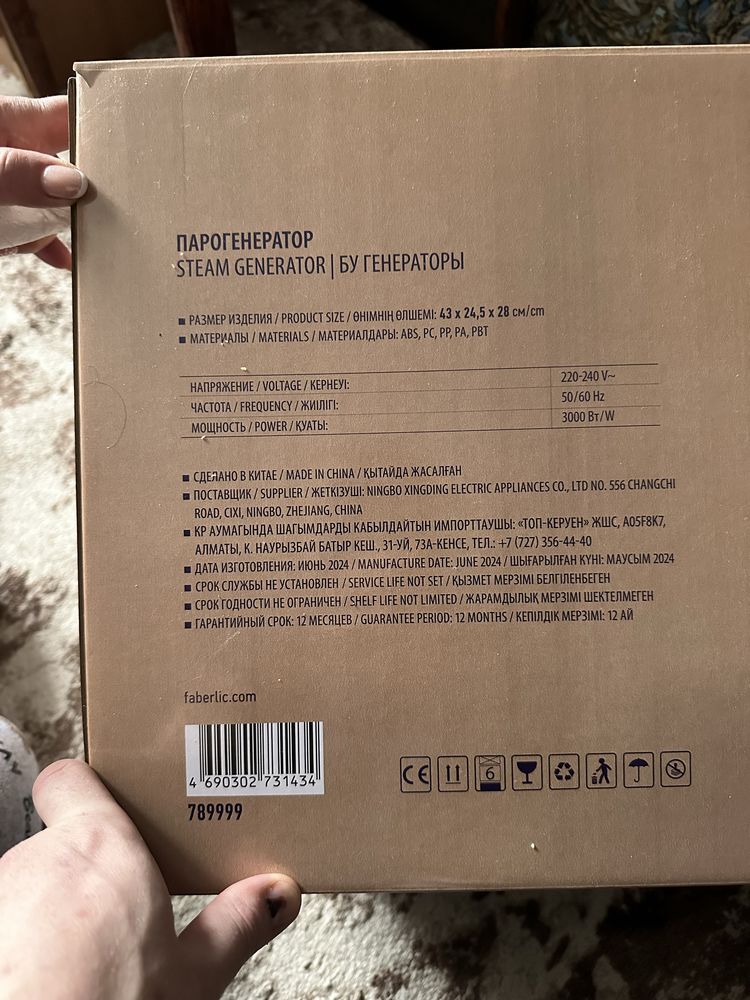 ПАРОГЕНЕРАТОР
STEAM GENERATOR | БУ ГЕНЕРАТОРЫ
■ РАЗМЕР ИЗДЕЛИЯ / PRODUCT SIZE / ӨНІМНІҢ ӨЛШЕМІ: 43 x 24,5 x 28 см/cm
■ МАТЕРИАЛЫ / MATERIALS / МАТЕРИАЛДАРЫ: ABS, PC, PP, PA, PBT
НАПРЯЖЕНИЕ / VOLTAGE / КЕРНЕУІ: 220-240 V~
ЧАСТОТА / FREQUENCY / ЖИІЛІГІ: 50/60 Hz
МОЩНОСТЬ / POWER / ҚУАТЫ: 3000 Вт/W
■ СДЕЛАНО В КИТАЕ / MADE IN CHINA / ҚЫТАЙДА ЖАСАЛҒАН
■ ПОСТАВЩИК / SUPPLIER / ЖЕТКІЗУШІ: NINGBO XINGDING ELECTRIC APPLIANCES CO., LTD NO. 556 CHANGCHI
ROAD, CIXI, NINGBO, ZHEJIANG, CHINA
■ ҚР АУМАҒЫНДА ШАҒЫМДАРДЫ ҚАБЫЛДАЙТЫН ИМПОРТТАУШЫ: «ТОП-КЕРУЕН» ЖШС, A05F8K7,
АЛМАТЫ, К. НАУРЫЗБАЙ БАТЫР КЕШ., 31-УЙ, 73А-КЕНСЕ, ТЕЛ.: +7 (727) 356-44-40
■ ДАТА ИЗГОТОВЛЕНИЯ: ИЮНЬ 2024 / MANUFACTURE DATE: JUNE 2024 / ШЫҒАРЫЛҒАН КҮНІ: МАУСЫМ 2024
■ СРОК СЛУЖБЫ НЕ УСТАНОВЛЕН / SERVICE LIFE NOT SET / ҚЫЗМЕТ МЕРЗІМІ БЕЛГІЛЕНБЕГЕН
■ СРОК ГОДНОСТИ НЕ ОГРАНИЧЕН / SHELF LIFE NOT LIMITED / ЖАРАМДЫЛЫҚ МЕРЗІМІ ШЕКТЕЛМЕГЕН
■ ГАРАНТИЙНЫЙ СРОК: 12 МЕСЯЦЕВ / GUARANTEE PERIOD: 12 MONTHS / КЕПІЛДІК МЕРЗІМІ: 12 АЙ
faberlic.com
4 690302 731434
789999
CE 6